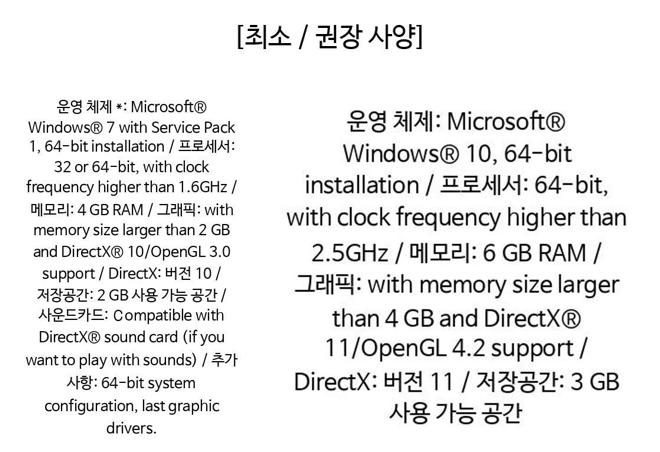 [최소 / 권장 사양]
운영 체제 *: Microsoft®
Windows® 7 with Service Pack
1, 64-bit installation / 프로세서:
32 or 64-bit, with clock
frequency higher than 1.6GHz /
메모리: 4 GB RAM / 그래픽: with
memory size larger than 2 GB
and DirectX® 10/OpenGL 3.0
support / DirectX: 버전 10 /
저장공간: 2 GB 사용 가능 공간 /
사운드카드: Compatible with
DirectX® sound card (if you
want to play with sounds) / 추가
사항: 64-bit system
configuration, last graphic
drivers.
운영 체제: Microsoft®
Windows® 10, 64-bit
installation / 프로세서: 64-bit,
with clock frequency higher than
2.5GHz / 메모리: 6 GB RAM /
그래픽: with memory size larger
than 4 GB and DirectX®
11/OpenGL 4.2 support /
DirectX: 버전 11 / 저장공간: 3 GB
사용 가능 공간